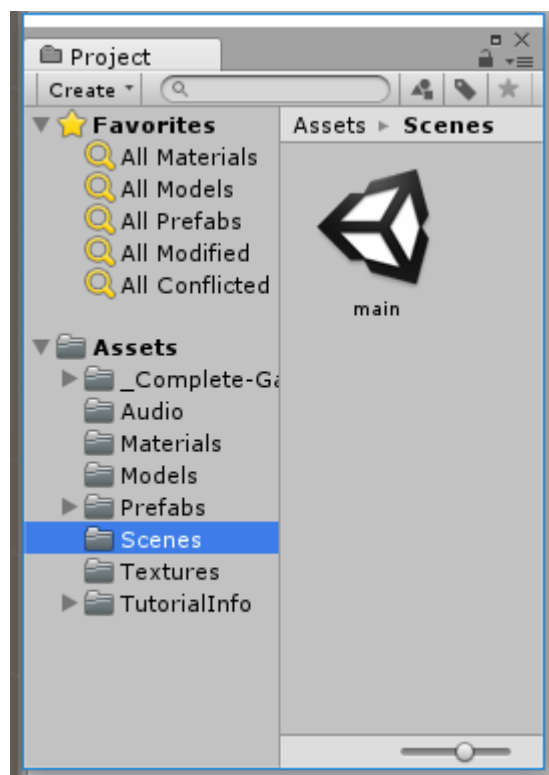 Project
Create
Favorites
All Materials
All Models
All Prefabs
All Modified
All Conflicted
Assets
_Complete-Ga
Audio
Materials
Models
Prefabs
Scenes
Textures
TutorialInfo
Assets Scenes
main